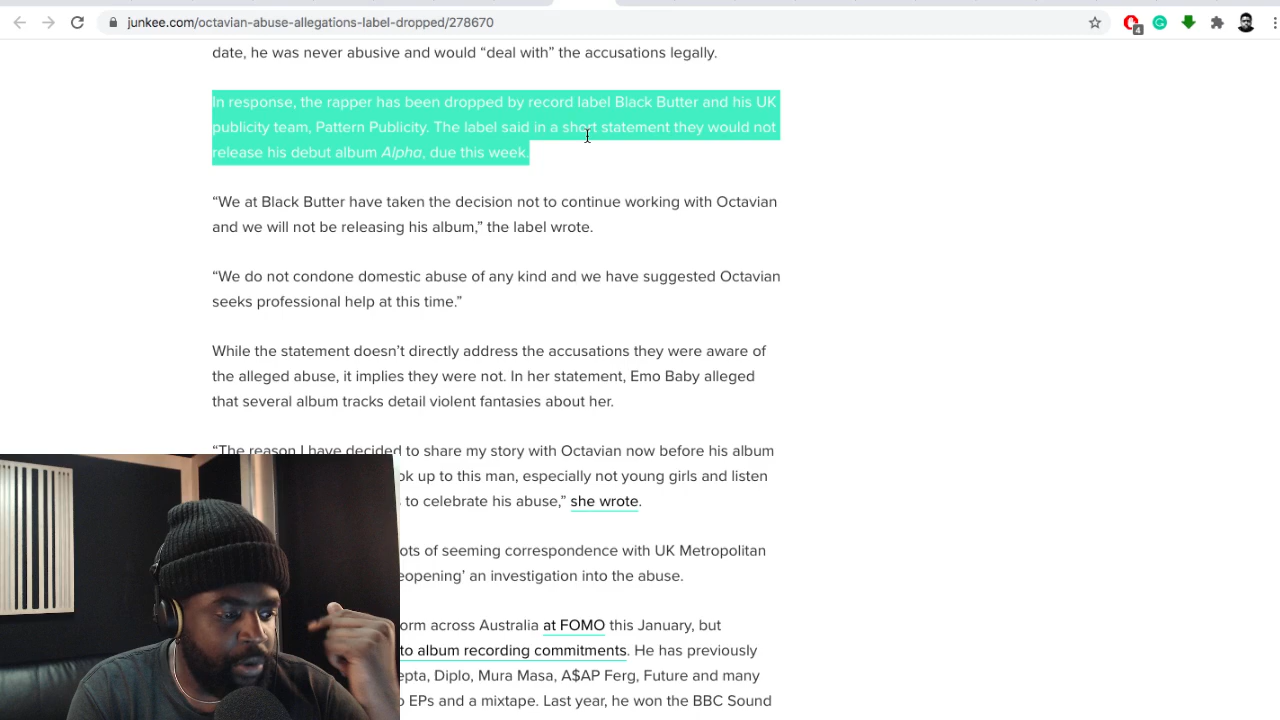 junkee.com/octavian-abuse-allegations-label-dropped/278670
4
date, he was never abusive and would “deal with” the accusations legally.
In response, the rapper has been dropped by record label Black Butter and his UK
publicity team, Pattern Publicity. The label said in a short statement they would not
release his debut album Alpha, due this week.
“We at Black Butter have taken the decision not to continue working with Octavian
and we will not be releasing his album,” the label wrote.
“We do not condone domestic abuse of any kind and we have suggested Octavian
seeks professional help at this time.”
While the statement doesn’t directly address the accusations they were aware of
the alleged abuse, it implies they were not. In her statement, Emo Baby alleged
that several album tracks detail violent fantasies about her.
“The reason I have decided to share my story with Octavian now before his album
ok up to this man, especially not young girls and listen
to celebrate his abuse,” she wrote.
ots of seeming correspondence with UK Metropolitan
eopening’ an investigation into the abuse.
orm across Australia at FOMO this January, but
to album recording commitments. He has previously
epta, Diplo, Mura Masa, A$AP Ferg, Future and many
o EPs and a mixtape. Last year, he won the BBC Sound